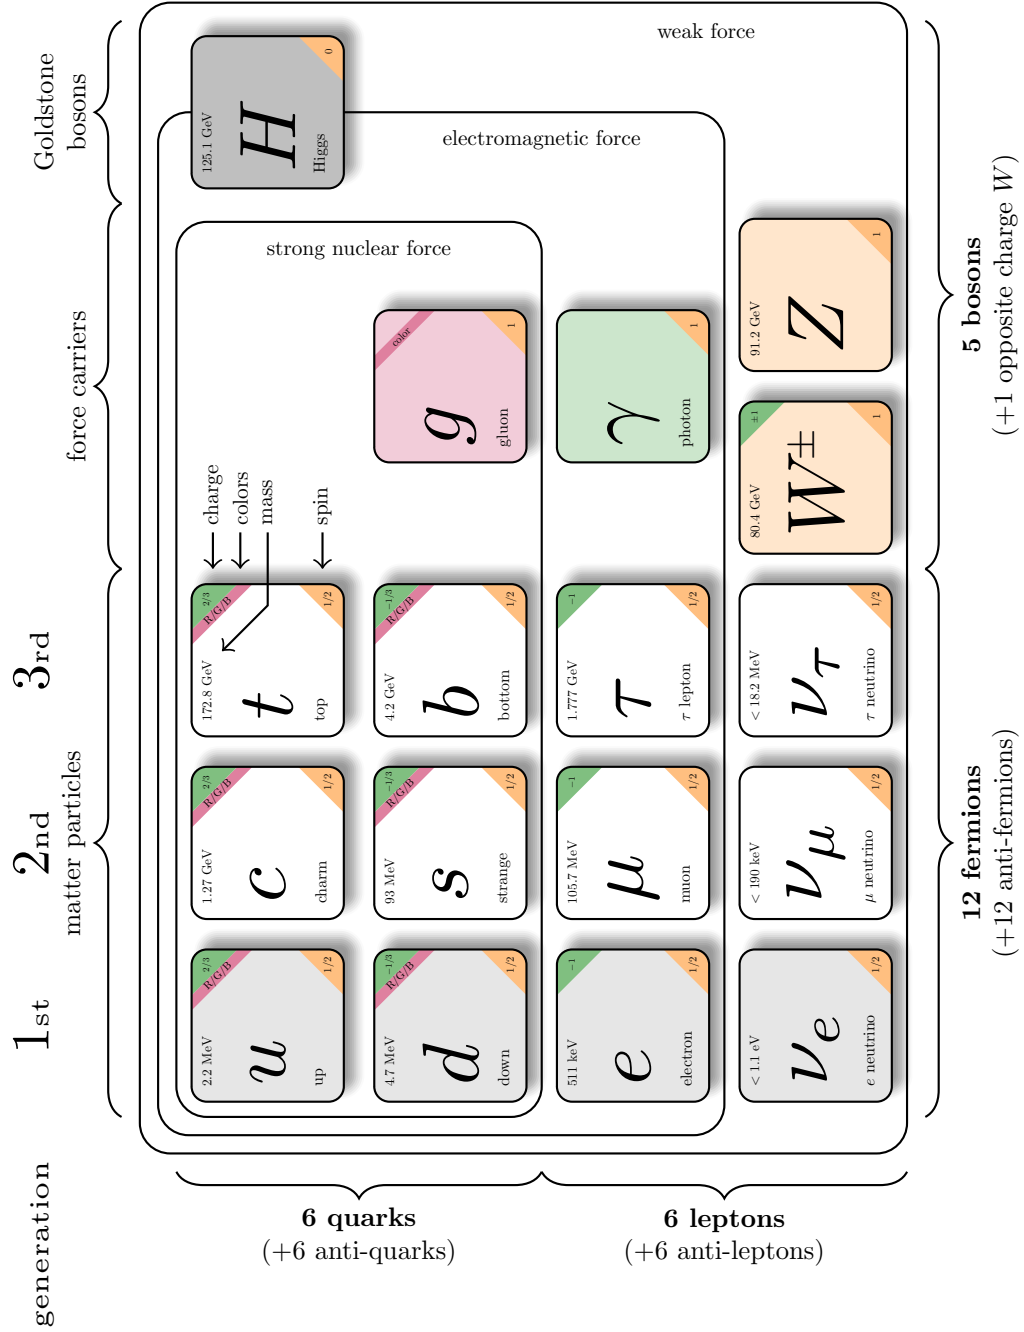 generation
1st
2nd
3rd
matter particles
force carriers
Goldstone
bosons
weak force
electromagnetic force
strong nuclear force
6 quarks
(+6 anti-quarks)
6 leptons
(+6 anti-leptons)
12 fermions
(+12 anti-fermions)
5 bosons
(+1 opposite charge W)
charge
colors
mass
spin
2.2 MeV
2/3
R/G/B
u
up
1/2
1.27 GeV
2/3
R/G/B
c
charm
1/2
172.8 GeV
2/3
R/G/B
t
top
1/2
125.1 GeV
H
Higgs
0
4.7 MeV
−1/3
R/G/B
d
down
1/2
93 MeV
−1/3
R/G/B
s
strange
1/2
4.2 GeV
−1/3
R/G/B
b
bottom
1/2
color
g
gluon
1
511 keV
−1
e
electron
1/2
105.7 MeV
−1
μ
muon
1/2
1.777 GeV
−1
τ
τ lepton
1/2
γ
photon
1
< 1.1 eV
νe
e neutrino
1/2
< 190 keV
νμ
μ neutrino
1/2
< 18.2 MeV
ντ
τ neutrino
1/2
80.4 GeV
±1
W±
1
91.2 GeV
Z
1